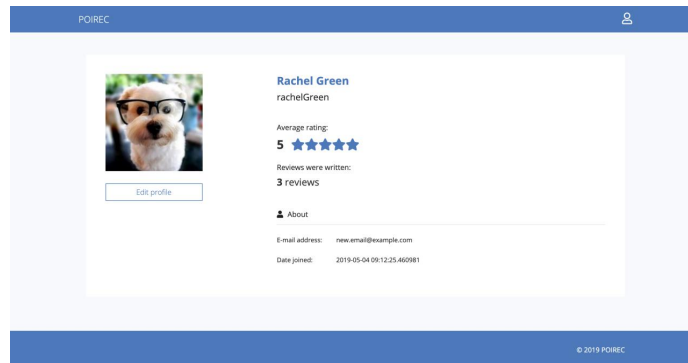 POIREC
Rachel Green
rachelGreen
Average rating:
5
Reviews were written:
3 reviews
Edit profile
About
E-mail address: new.email@example.com
Date joined: 2019-05-04 09:12:25.460981
© 2019 POIREC